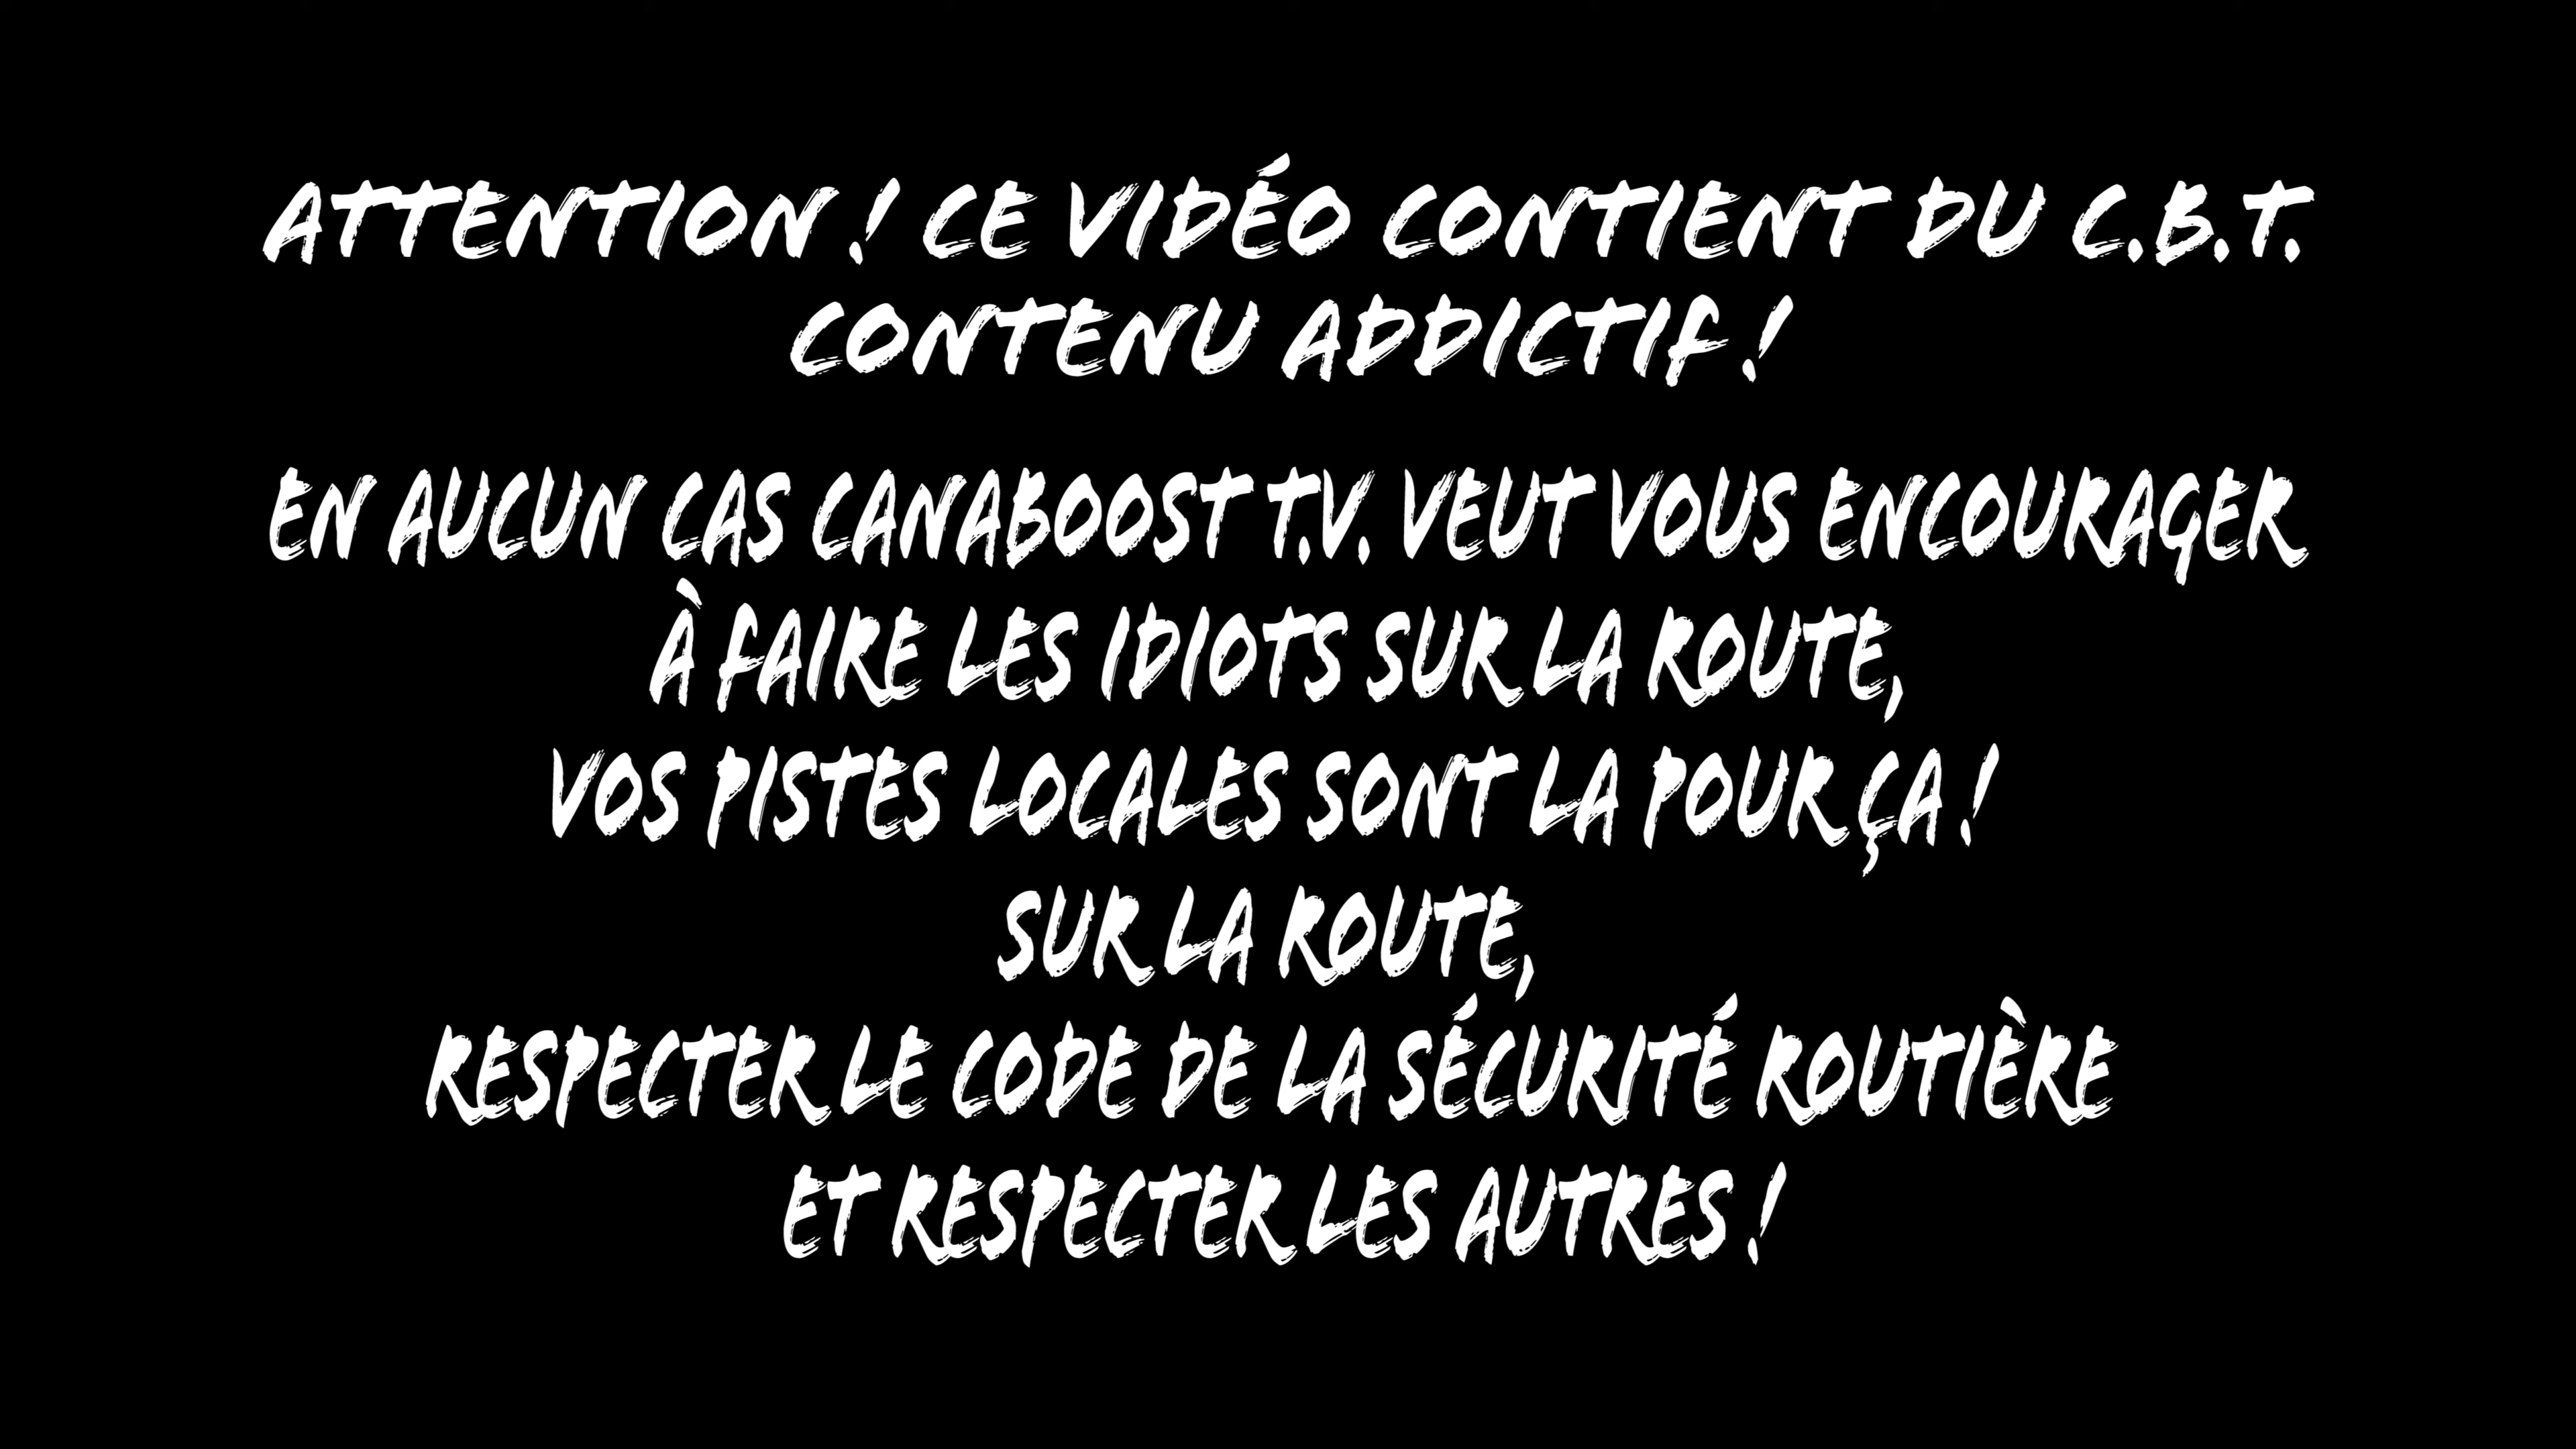 ATTENTION ! CE VIDÉO CONTIENT DU C.B.T.
CONTENU ADDICTIF !
EN AUCUN CAS CANABOOST T.V. VEUT VOUS ENCOURAGER
À FAIRE LES IDIOTS SUR LA ROUTE,
VOS PISTES LOCALES SONT LA POUR ÇA !
SUR LA ROUTE,
RESPECTER LE CODE DE LA SÉCURITÉ ROUTIÈRE
ET RESPECTER LES AUTRES !